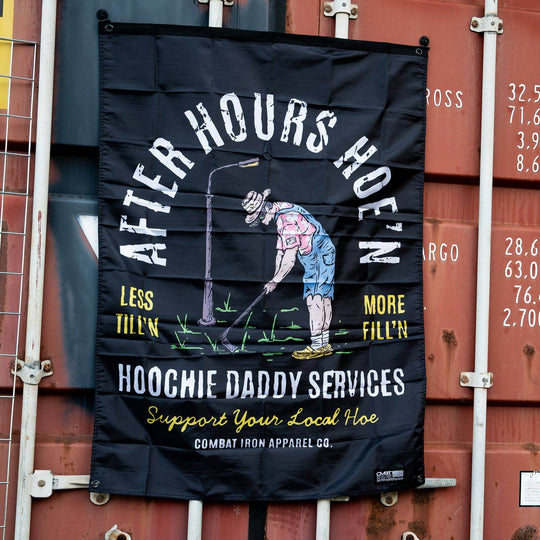 AFTER HOURS HOE'N
LESS
TILL'N
MORE
FILL'N
HOOCHIE DADDY SERVICES
Support Your Local Hoe
COMBAT IRON APPAREL CO.
ROSS
32,5
71,6
3,9
8,6
ARGO
28,6
63,0
76,
2,700